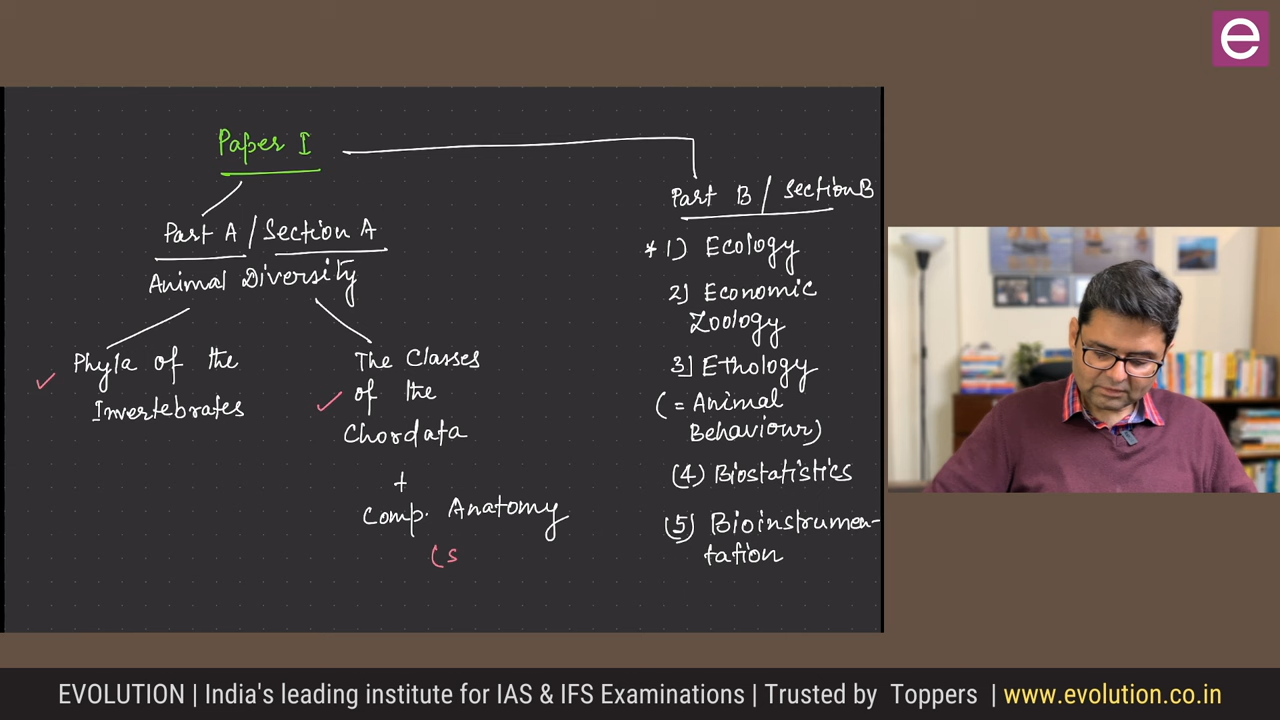 e
Paper I
Part A / Section A
Animal Diversity
Phyla of the
Invertebrates
The Classes
of the
Chordata
+
Comp. Anatomy
(s
Part B / Section B
* 1) Ecology
2) Economic
Zoology
3) Ethology
(= Animal
Behaviour)
(4) Biostatistics
(5) Bioinstrumen-
tation
EVOLUTION | India's leading institute for IAS & IFS Examinations | Trusted by Toppers | www.evolution.co.in